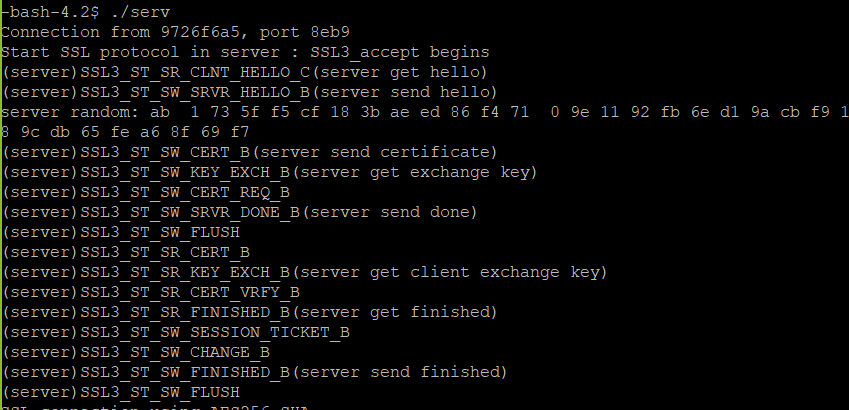 -bash-4.2$ ./serv
Connection from 9726f6a5, port 8eb9
Start SSL protocol in server : SSL3_accept begins
(server)SSL3_ST_SR_CLNT_HELLO_C(server get hello)
(server)SSL3_ST_SW_SRVR_HELLO_B(server send hello)
server random: ab  1 73 5f f5 cf 18 3b ae ed 86 f4 71  0 9e 11 92 fb 6e d1 9a cb f9 1
8 9c db 65 fe a6 8f 69 f7
(server)SSL3_ST_SW_CERT_B(server send certificate)
(server)SSL3_ST_SW_KEY_EXCH_B(server get exchange key)
(server)SSL3_ST_SW_CERT_REQ_B
(server)SSL3_ST_SW_SRVR_DONE_B(server send done)
(server)SSL3_ST_SW_FLUSH
(server)SSL3_ST_SR_CERT_B
(server)SSL3_ST_SR_KEY_EXCH_B(server get client exchange key)
(server)SSL3_ST_SR_CERT_VRFY_B
(server)SSL3_ST_SR_FINISHED_B(server get finished)
(server)SSL3_ST_SW_SESSION_TICKET_B
(server)SSL3_ST_SW_CHANGE_B
(server)SSL3_ST_SW_FINISHED_B(server send finished)
(server)SSL3_ST_SW_FLUSH
SSL connection using AES256-SHA